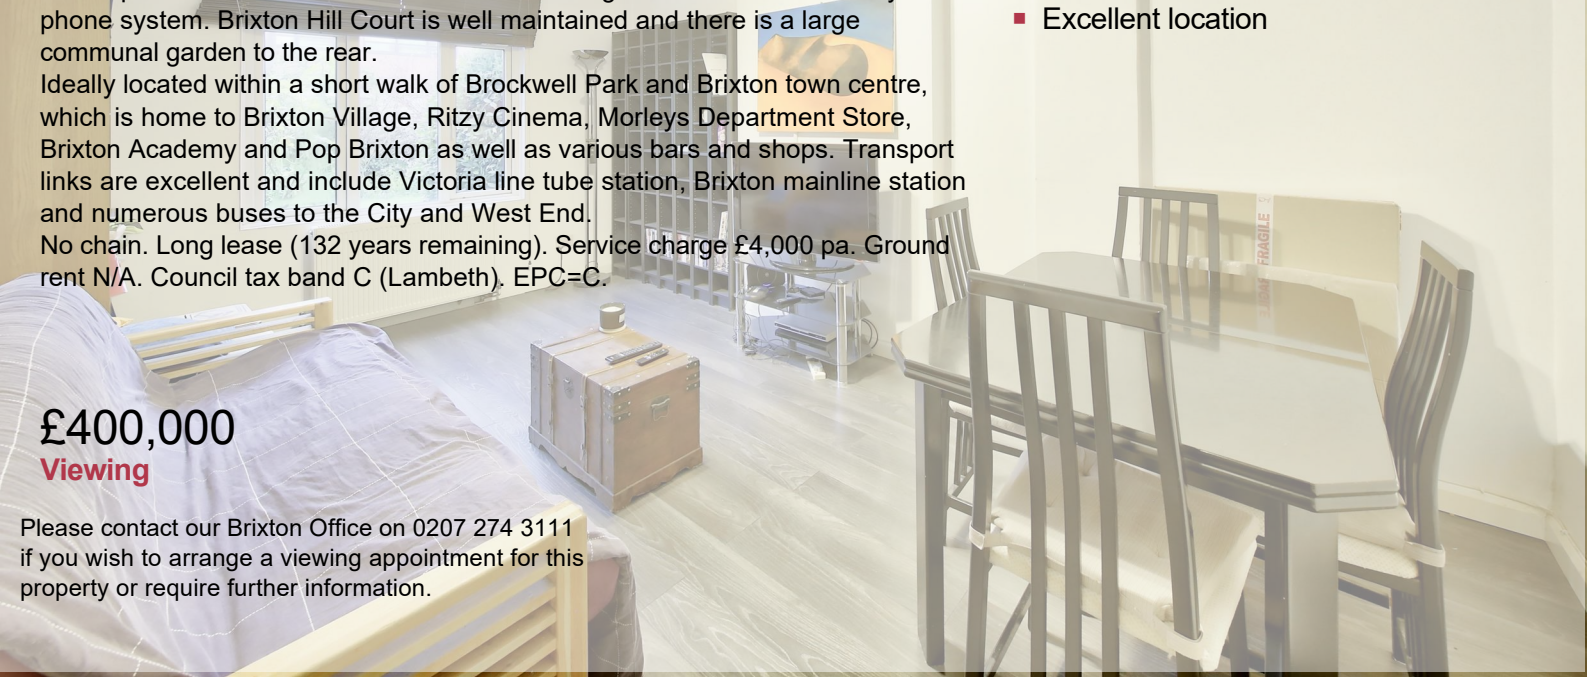 phone system. Brixton Hill Court is well maintained and there is a large
communal garden to the rear.
Ideally located within a short walk of Brockwell Park and Brixton town centre,
which is home to Brixton Village, Ritzy Cinema, Morleys Department Store,
Brixton Academy and Pop Brixton as well as various bars and shops. Transport
links are excellent and include Victoria line tube station, Brixton mainline station
and numerous buses to the City and West End.
No chain. Long lease (132 years remaining). Service charge £4,000 pa. Ground
rent N/A. Council tax band C (Lambeth). EPC=C.
£400,000
Viewing
Please contact our Brixton Office on 0207 274 3111
if you wish to arrange a viewing appointment for this
property or require further information.
■ Excellent location
FRAGILE